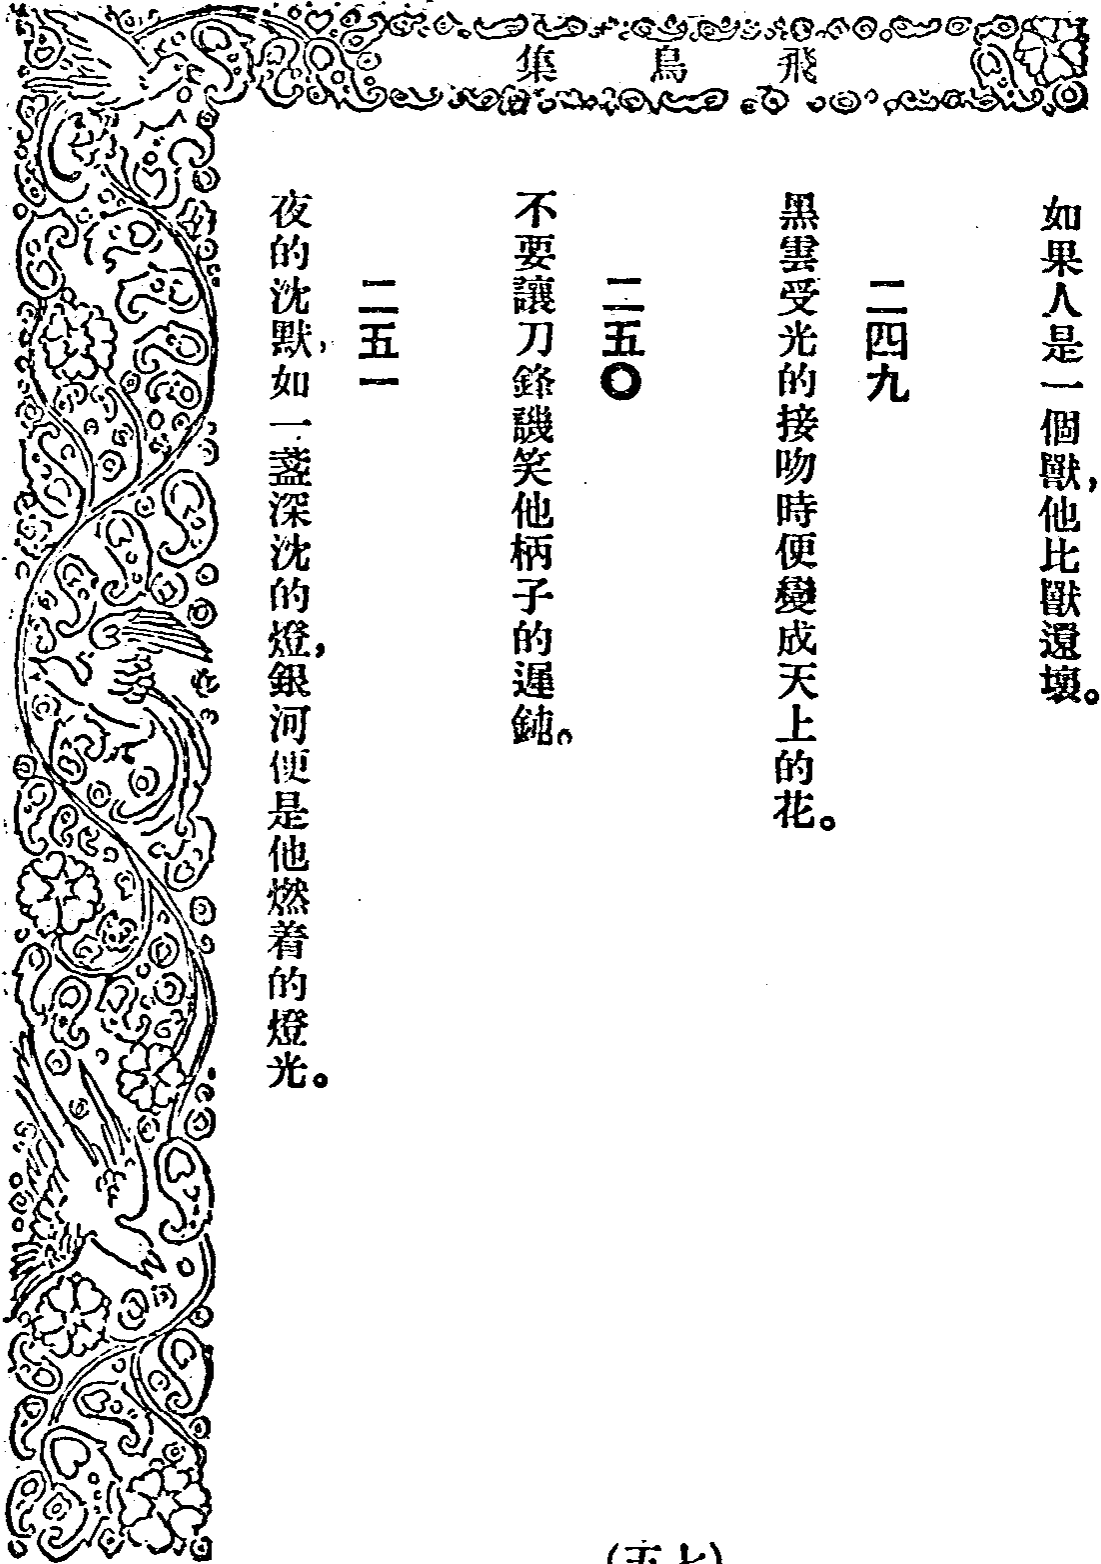 飛鳥集
如果人是一個獸，他比獸還壞。
二四九
黑雲受光的接吻時便變成天上的花。
二五〇
不要讓刀鋒譏笑他柄子的遲鈍。
二五一
夜的沈默，如一盞深沈的燈，銀河便是他燃着的燈光。
(五七)